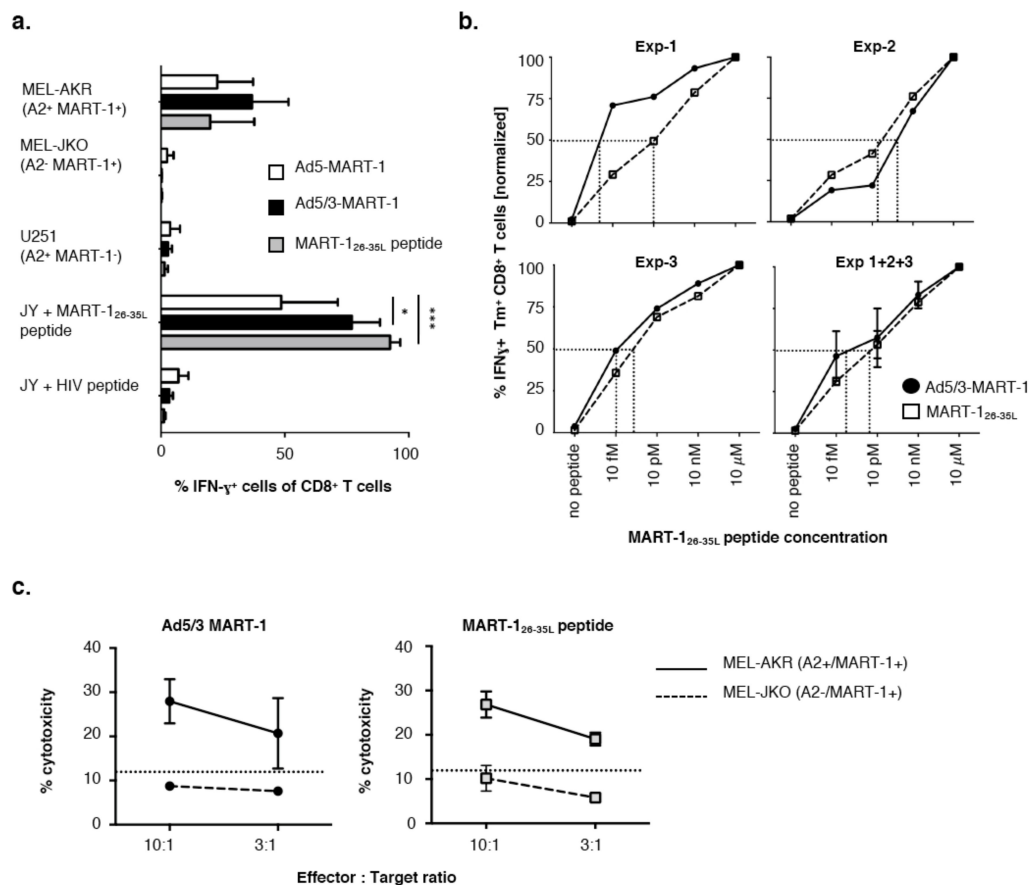 a.
MEL-AKR
(A2⁺ MART-1⁺)
MEL-JKO
(A2⁻ MART-1⁺)
U251
(A2⁺ MART-1⁻)
JY + MART-1₂₆₋₃₅L
peptide
JY + HIV peptide
Ad5-MART-1
Ad5/3-MART-1
MART-1₂₆₋₃₅L peptide
*
***
0
50
100
% IFN-ɣ⁺ cells of CD8⁺ T cells
b.
% IFNɣ+ Tm⁺ CD8⁺ T cells [normalized]
Exp-1
Exp-2
100
75
50
25
0
Exp-3
Exp 1+2+3
100
75
50
25
0
Ad5/3-MART-1
MART-1₂₆₋₃₅L
no peptide
10 fM
10 pM
10 nM
10 µM
no peptide
10 fM
10 pM
10 nM
10 µM
MART-1₂₆₋₃₅L peptide concentration
c.
Ad5/3 MART-1
% cytotoxicity
40
30
20
10
0
10:1
3:1
MART-1₂₆₋₃₅L peptide
% cytotoxicity
40
30
20
10
0
10:1
3:1
Effector : Target ratio
MEL-AKR (A2+/MART-1+)
MEL-JKO (A2-/MART-1+)